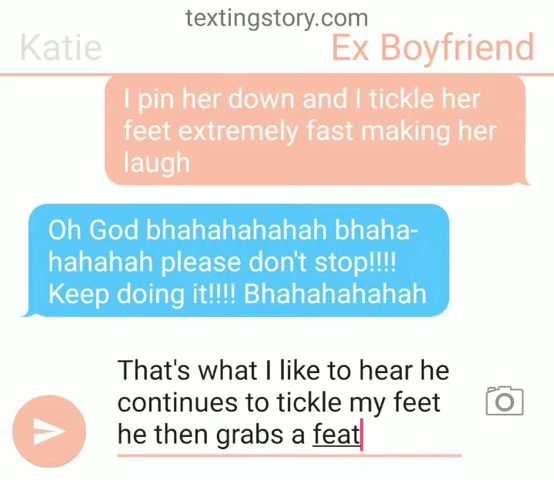 textingstory.com
Katie
Ex Boyfriend
I pin her down and I tickle her
feet extremely fast making her
laugh
Oh God bhahahahahah bhaha-
hahahah please don't stop!!!!
Keep doing it!!!! Bhahahahahah
That's what I like to hear he
continues to tickle my feet
he then grabs a feat